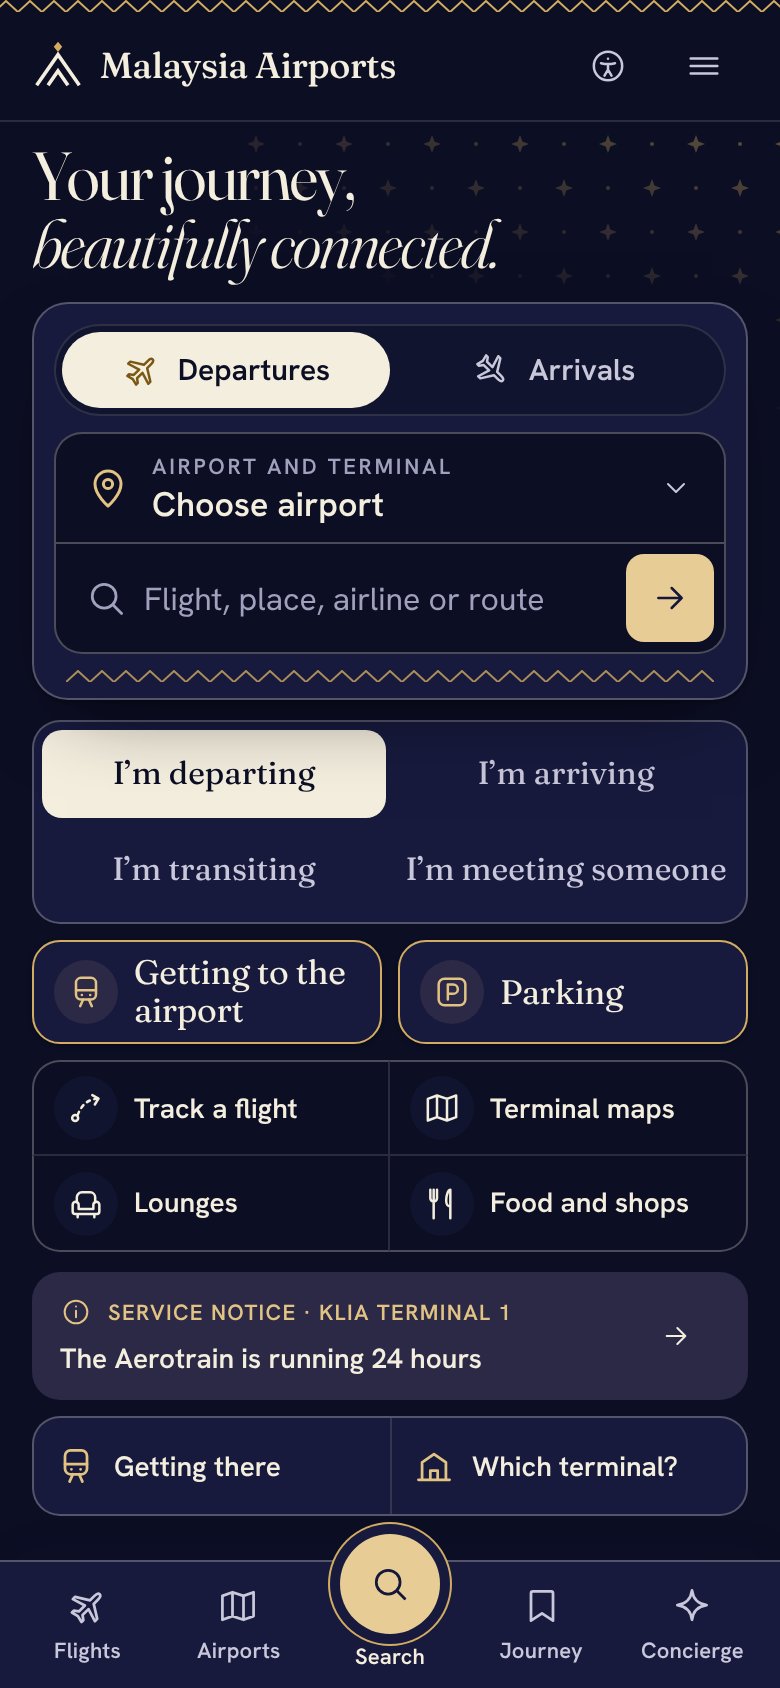 Malaysia Airports
Your journey,
beautifully connected.
Departures
Arrivals
AIRPORT AND TERMINAL
Choose airport
Flight, place, airline or route
I’m departing
I’m arriving
I’m transiting
I’m meeting someone
Getting to the
airport
Parking
Track a flight
Terminal maps
Lounges
Food and shops
SERVICE NOTICE · KLIA TERMINAL 1
The Aerotrain is running 24 hours
Getting there
Which terminal?
Flights
Airports
Search
Journey
Concierge